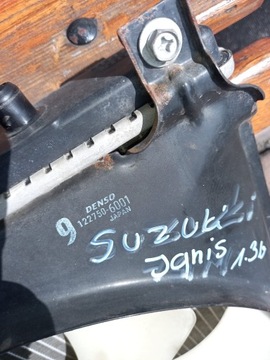 DENSO
9 122750-6001
JAPAN
SUZUKI
Ignis 1.3b